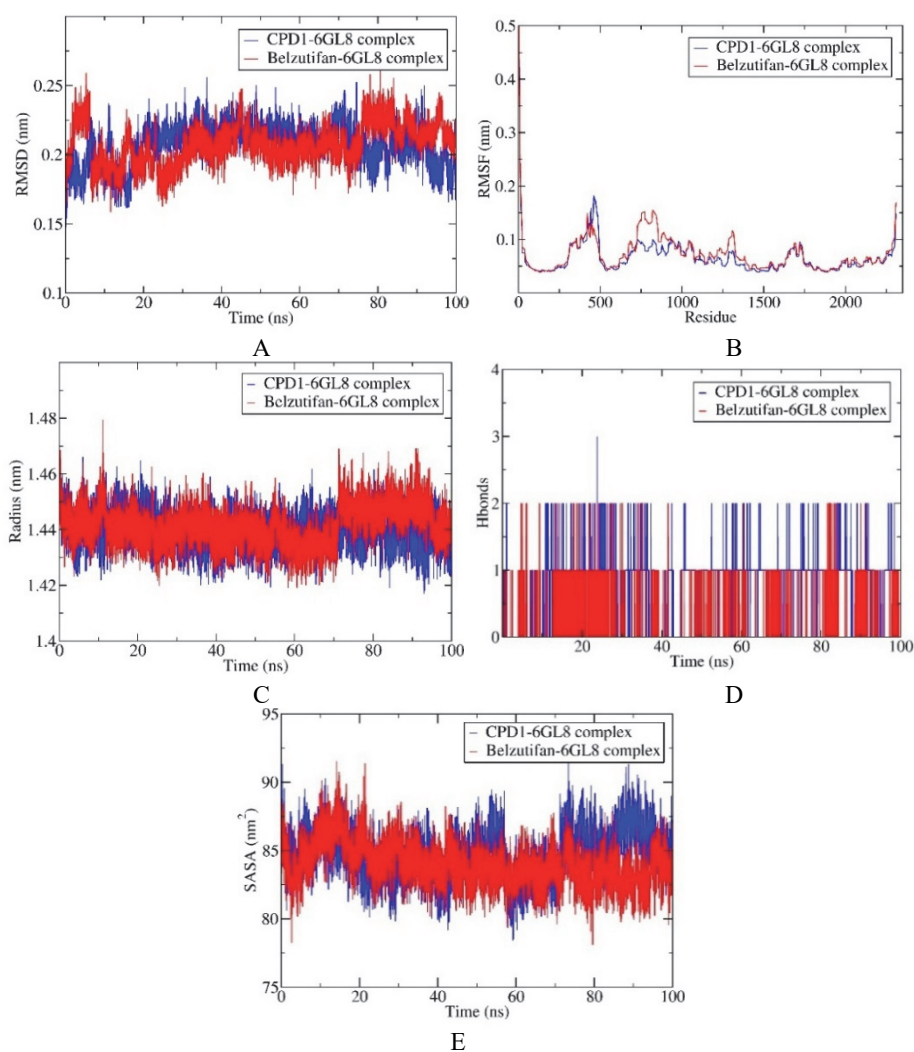 CPD1-6GL8 complex
Belzutifan-6GL8 complex
RMSD (nm)
0.25
0.2
0.15
0.1
0 20 40 60 80 100
Time (ns)
A
CPD1-6GL8 complex
Belzutifan-6GL8 complex
RMSF (nm)
0.5
0.4
0.3
0.2
0.1
0 500 1000 1500 2000
Residue
B
CPD1-6GL8 complex
Belzutifan-6GL8 complex
Radius (nm)
1.48
1.46
1.44
1.42
1.4
0 20 40 60 80 100
Time (ns)
C
CPD1-6GL8 complex
Belzutifan-6GL8 complex
Hbonds
4
3
2
1
0
20 40 60 80 100
Time (ns)
D
CPD1-6GL8 complex
Belzutifan-6GL8 complex
SASA (nm²)
95
90
85
80
75
0 20 40 60 80 100
Time (ns)
E